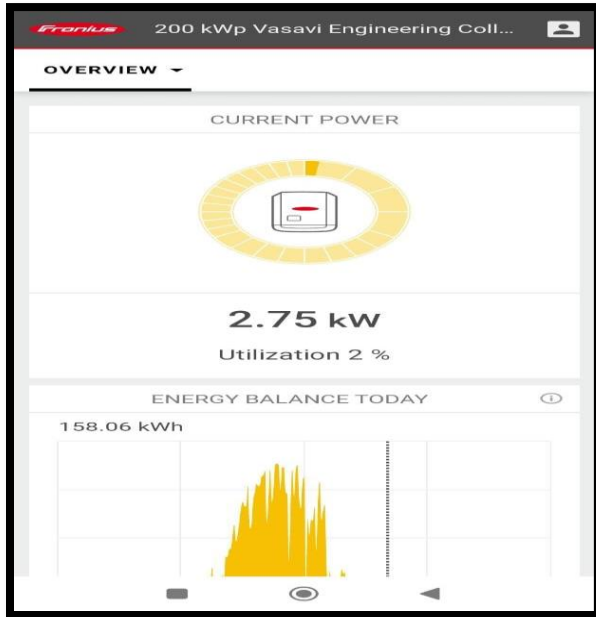 Fronius 200 kWp Vasavi Engineering Coll...
OVERVIEW
CURRENT POWER
2.75 kW
Utilization 2 %
ENERGY BALANCE TODAY
158.06 kWh